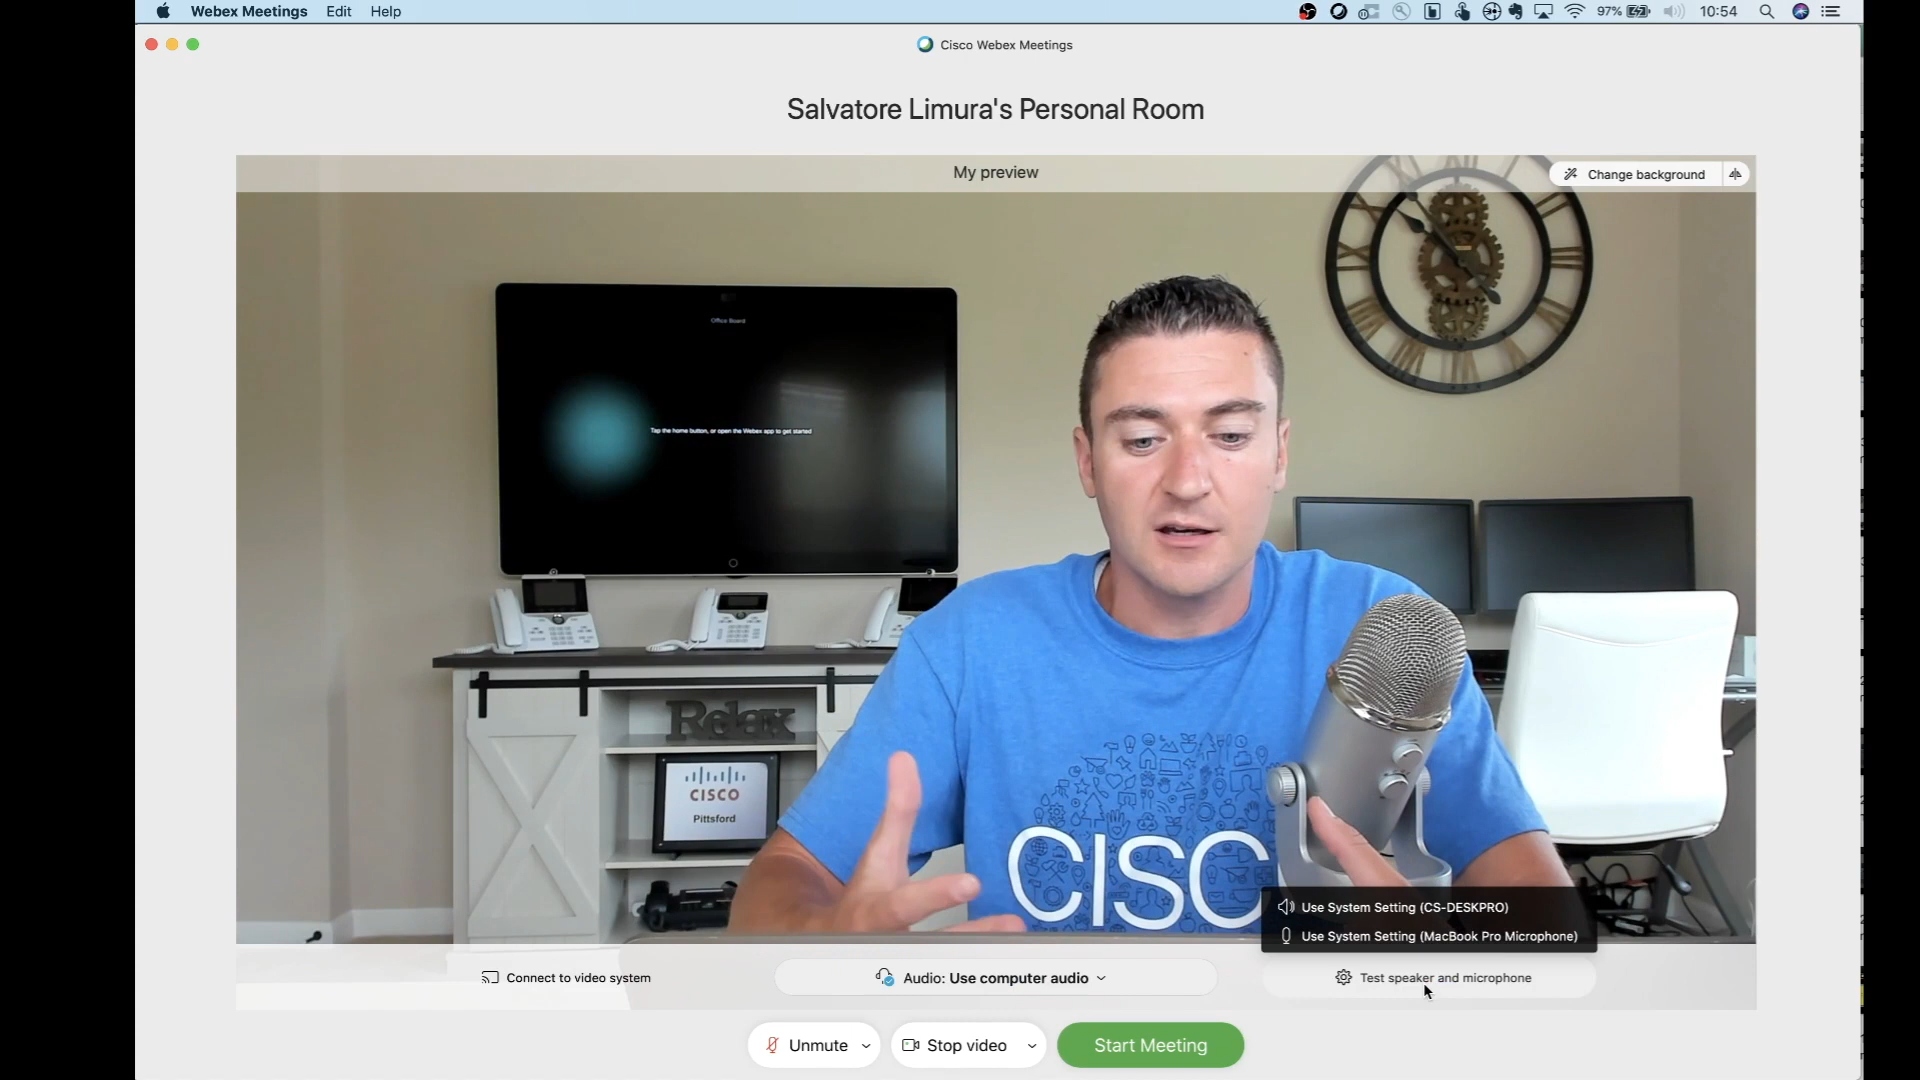 Webex Meetings Edit Help
97% 10:54
Cisco Webex Meetings
Salvatore Limura's Personal Room
My preview
Change background
Office Board
Tap the home button, or open the Webex app to get started
Relax
CISCO
Pittsford
CISC
Use System Setting (CS-DESKPRO)
Use System Setting (MacBook Pro Microphone)
Connect to video system
Audio: Use computer audio
Test speaker and microphone
Unmute
Stop video
Start Meeting